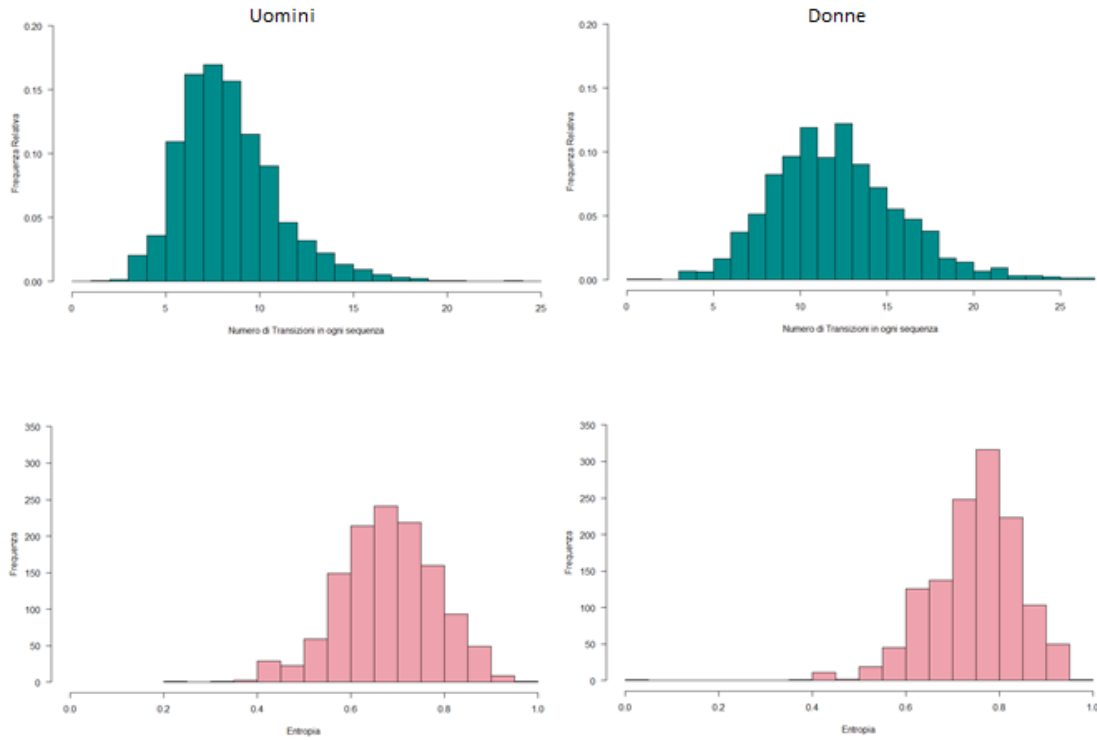 Uomini
Donne
0.20
0.15
0.10
0.05
0.00
Frequenza Relativa
0 5 10 15 20 25
Numero di Transizioni in ogni sequenza
0.20
0.15
0.10
0.05
0.00
Frequenza Relativa
0 5 10 15 20 25
Numero di Transizioni in ogni sequenza
350
300
250
200
150
100
50
0
Frequenza
0.0 0.2 0.4 0.6 0.8 1.0
Entropia
350
300
250
200
150
100
50
0
Frequenza
0.0 0.2 0.4 0.6 0.8 1.0
Entropia